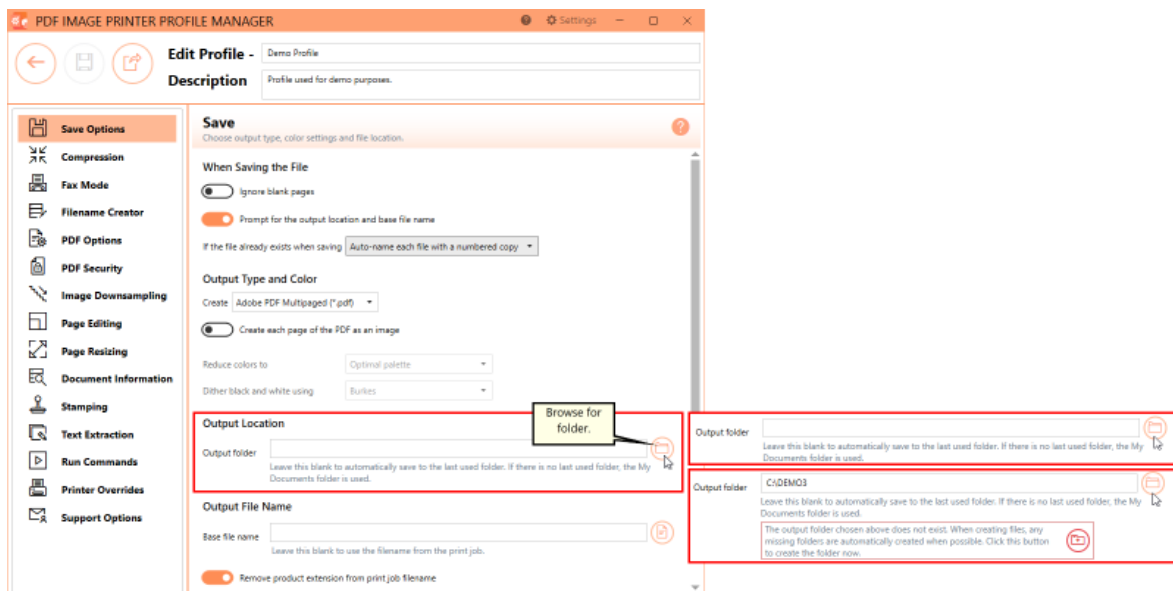 PDF IMAGE PRINTER PROFILE MANAGER
Settings
Edit Profile -
Demo Profile
Description
Profile used for demo purposes.
Save Options
Compression
Fax Mode
Filename Creator
PDF Options
PDF Security
Image Downsampling
Page Editing
Page Resizing
Document Information
Stamping
Text Extraction
Run Commands
Printer Overrides
Support Options
Save
Choose output type, color settings and file location.
?
When Saving the File
Ignore blank pages
Prompt for the output location and base file name
If the file already exists when saving
Auto-name each file with a numbered copy
Output Type and Color
Create
Adobe PDF Multipaged (*.pdf)
Create each page of the PDF as an image
Reduce colors to
Optimal palette
Dither black and white using
Burkes
Output Location
Browse for
folder.
Output folder
Leave this blank to automatically save to the last used folder. If there is no last used folder, the My
Documents folder is used.
Output File Name
Base file name
Leave this blank to use the filename from the print job.
Remove product extension from print job filename
Output folder
Leave this blank to automatically save to the last used folder. If there is no last used folder, the My
Documents folder is used.
Output folder
C:\DEMO3
Leave this blank to automatically save to the last used folder. If there is no last used folder, the My
Documents folder is used.
The output folder chosen above does not exist. When creating files, any
missing folders are automatically created when possible. Click this button
to create the folder now.